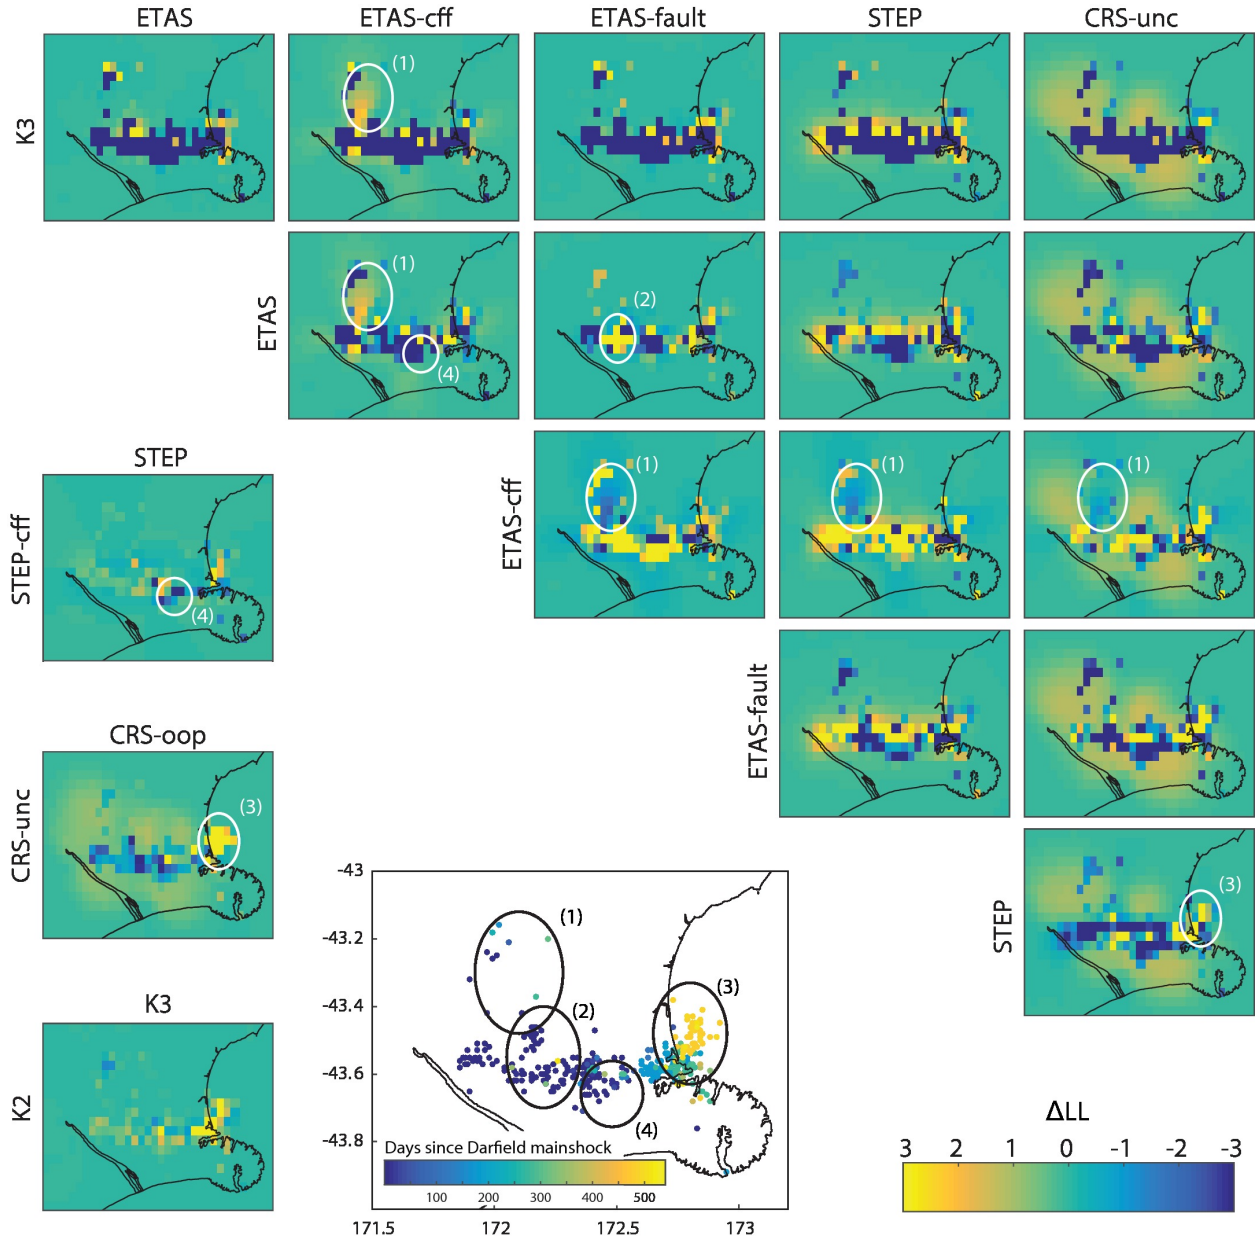 ETAS ETAS-cff ETAS-fault STEP CRS-unc
K3
(1)
ETAS
(1)
(4)
(2)
STEP
STEP-cff
(4)
ETAS-cff
(1)
(1)
(1)
ETAS-fault
CRS-oop
CRS-unc
(3)
STEP
(3)
K3
K2
-43
-43.2
-43.4
-43.6
-43.8
(1)
(2)
(3)
(4)
Days since Darfield mainshock
100 200 300 400 500
171.5 172 172.5 173
ΔLL
3 2 1 0 -1 -2 -3